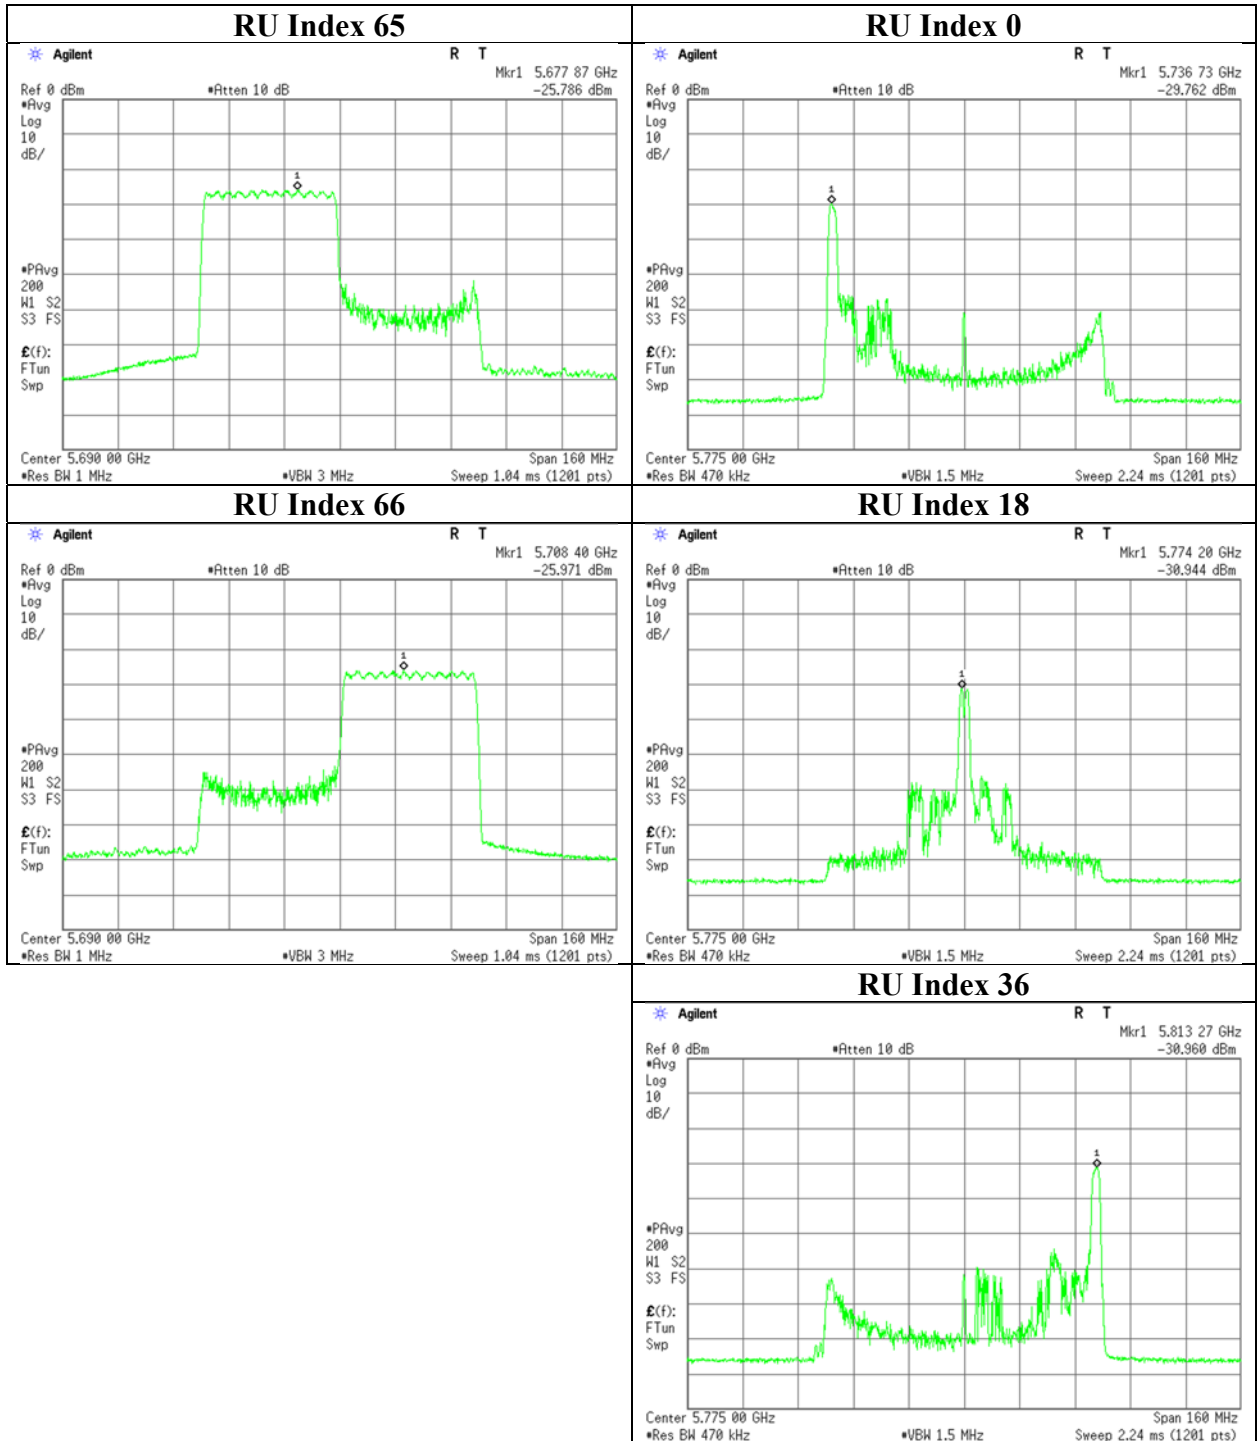 RU Index 65
Agilent
R T
Mkr1 5.677 87 GHz
Ref 0 dBm
#Atten 10 dB
-25.786 dBm
#Avg
Log
10
dB/
1
#PAvg
200
W1 S2
S3 FS
£(f):
FTun
Swp
Center 5.690 00 GHz
Span 160 MHz
#Res BW 1 MHz
#VBW 3 MHz
Sweep 1.04 ms (1201 pts)
RU Index 0
Agilent
R T
Mkr1 5.736 73 GHz
Ref 0 dBm
#Atten 10 dB
-29.762 dBm
#Avg
Log
10
dB/
1
#PAvg
200
W1 S2
S3 FS
£(f):
FTun
Swp
Center 5.775 00 GHz
Span 160 MHz
#Res BW 470 kHz
#VBW 1.5 MHz
Sweep 2.24 ms (1201 pts)
RU Index 66
Agilent
R T
Mkr1 5.708 40 GHz
Ref 0 dBm
#Atten 10 dB
-25.971 dBm
#Avg
Log
10
dB/
1
#PAvg
200
W1 S2
S3 FS
£(f):
FTun
Swp
Center 5.690 00 GHz
Span 160 MHz
#Res BW 1 MHz
#VBW 3 MHz
Sweep 1.04 ms (1201 pts)
RU Index 18
Agilent
R T
Mkr1 5.774 20 GHz
Ref 0 dBm
#Atten 10 dB
-30.944 dBm
#Avg
Log
10
dB/
1
#PAvg
200
W1 S2
S3 FS
£(f):
FTun
Swp
Center 5.775 00 GHz
Span 160 MHz
#Res BW 470 kHz
#VBW 1.5 MHz
Sweep 2.24 ms (1201 pts)
RU Index 36
Agilent
R T
Mkr1 5.813 27 GHz
Ref 0 dBm
#Atten 10 dB
-30.960 dBm
#Avg
Log
10
dB/
1
#PAvg
200
W1 S2
S3 FS
£(f):
FTun
Swp
Center 5.775 00 GHz
Span 160 MHz
#Res BW 470 kHz
#VBW 1.5 MHz
Sweep 2.24 ms (1201 pts)